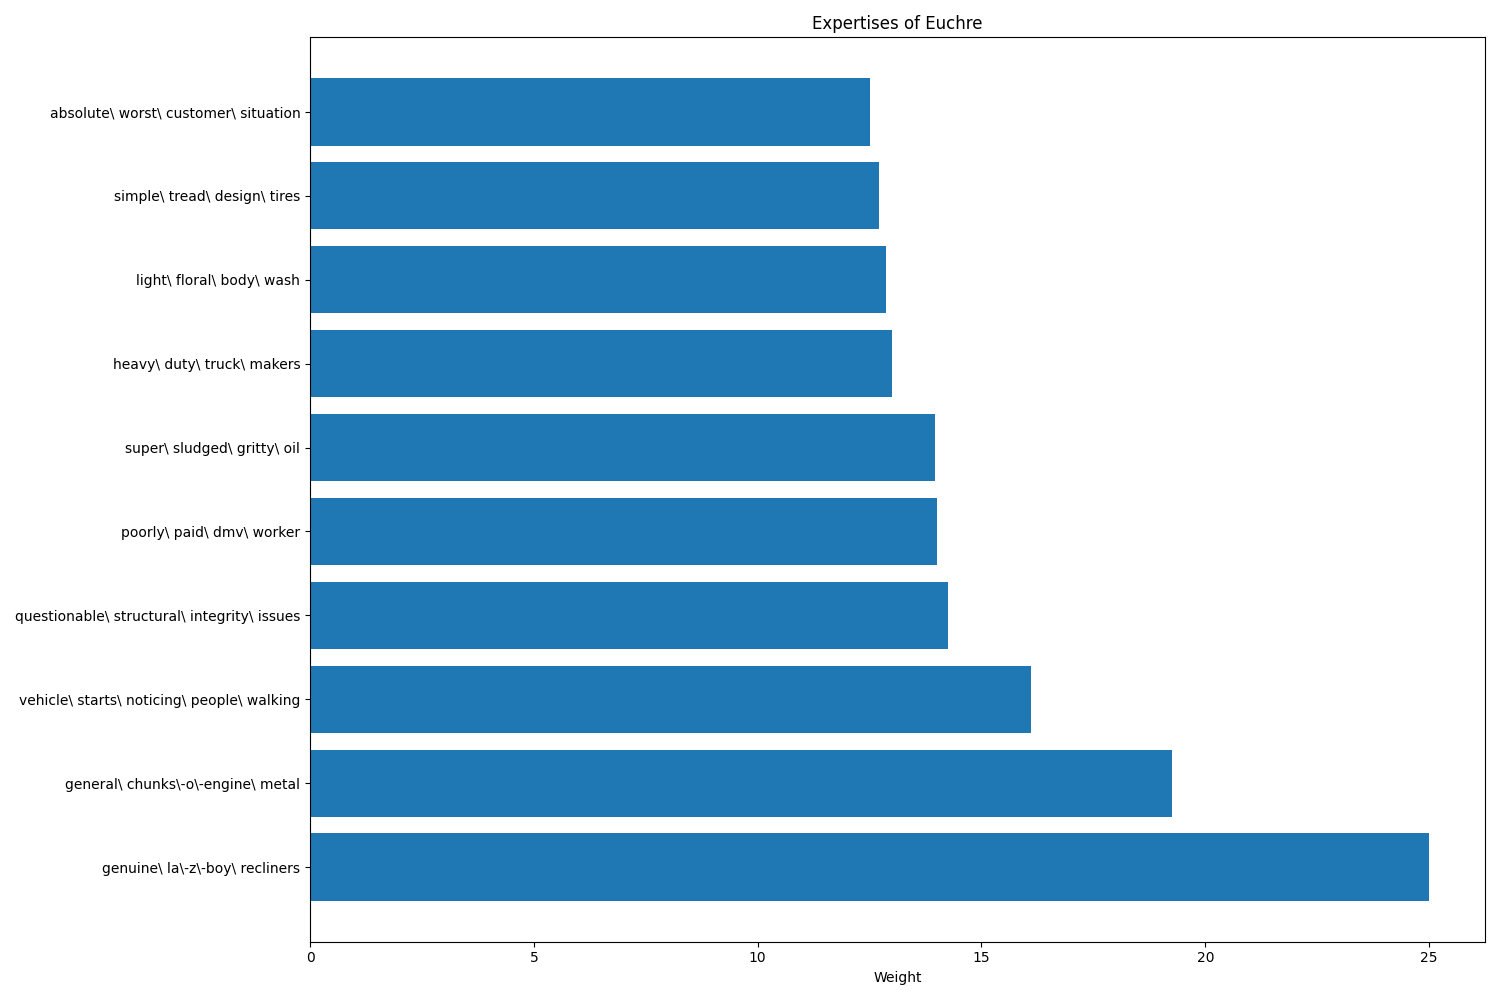 Expertises of Euchre
absolute\ worst\ customer\ situation
simple\ tread\ design\ tires
light\ floral\ body\ wash
heavy\ duty\ truck\ makers
super\ sludged\ gritty\ oil
poorly\ paid\ dmv\ worker
questionable\ structural\ integrity\ issues
vehicle\ starts\ noticing\ people\ walking
general\ chunks\-o\-engine\ metal
genuine\ la\-z\-boy\ recliners
0 5 10 15 20 25
Weight